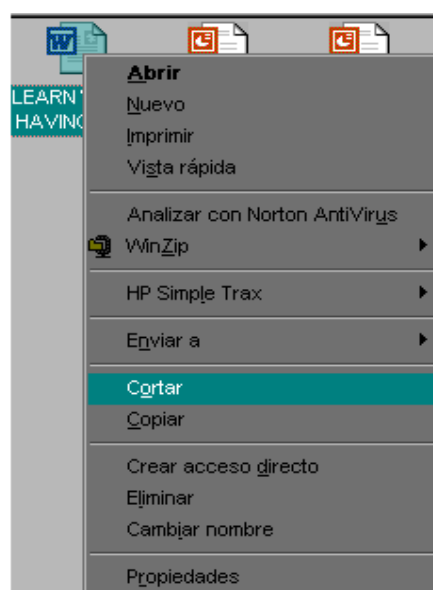 LEARN
HAVING
Abrir
Nuevo
Imprimir
Vista rápida
Analizar con Norton AntiVirus
WinZip
HP Simple Trax
Enviar a
Cortar
Copiar
Crear acceso directo
Eliminar
Cambiar nombre
Propiedades